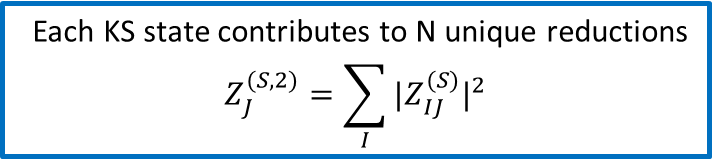 Each KS state contributes to N unique reductions
Z_J^{(S,2)} = \sum_I |Z_{IJ}^{(S)}|^2